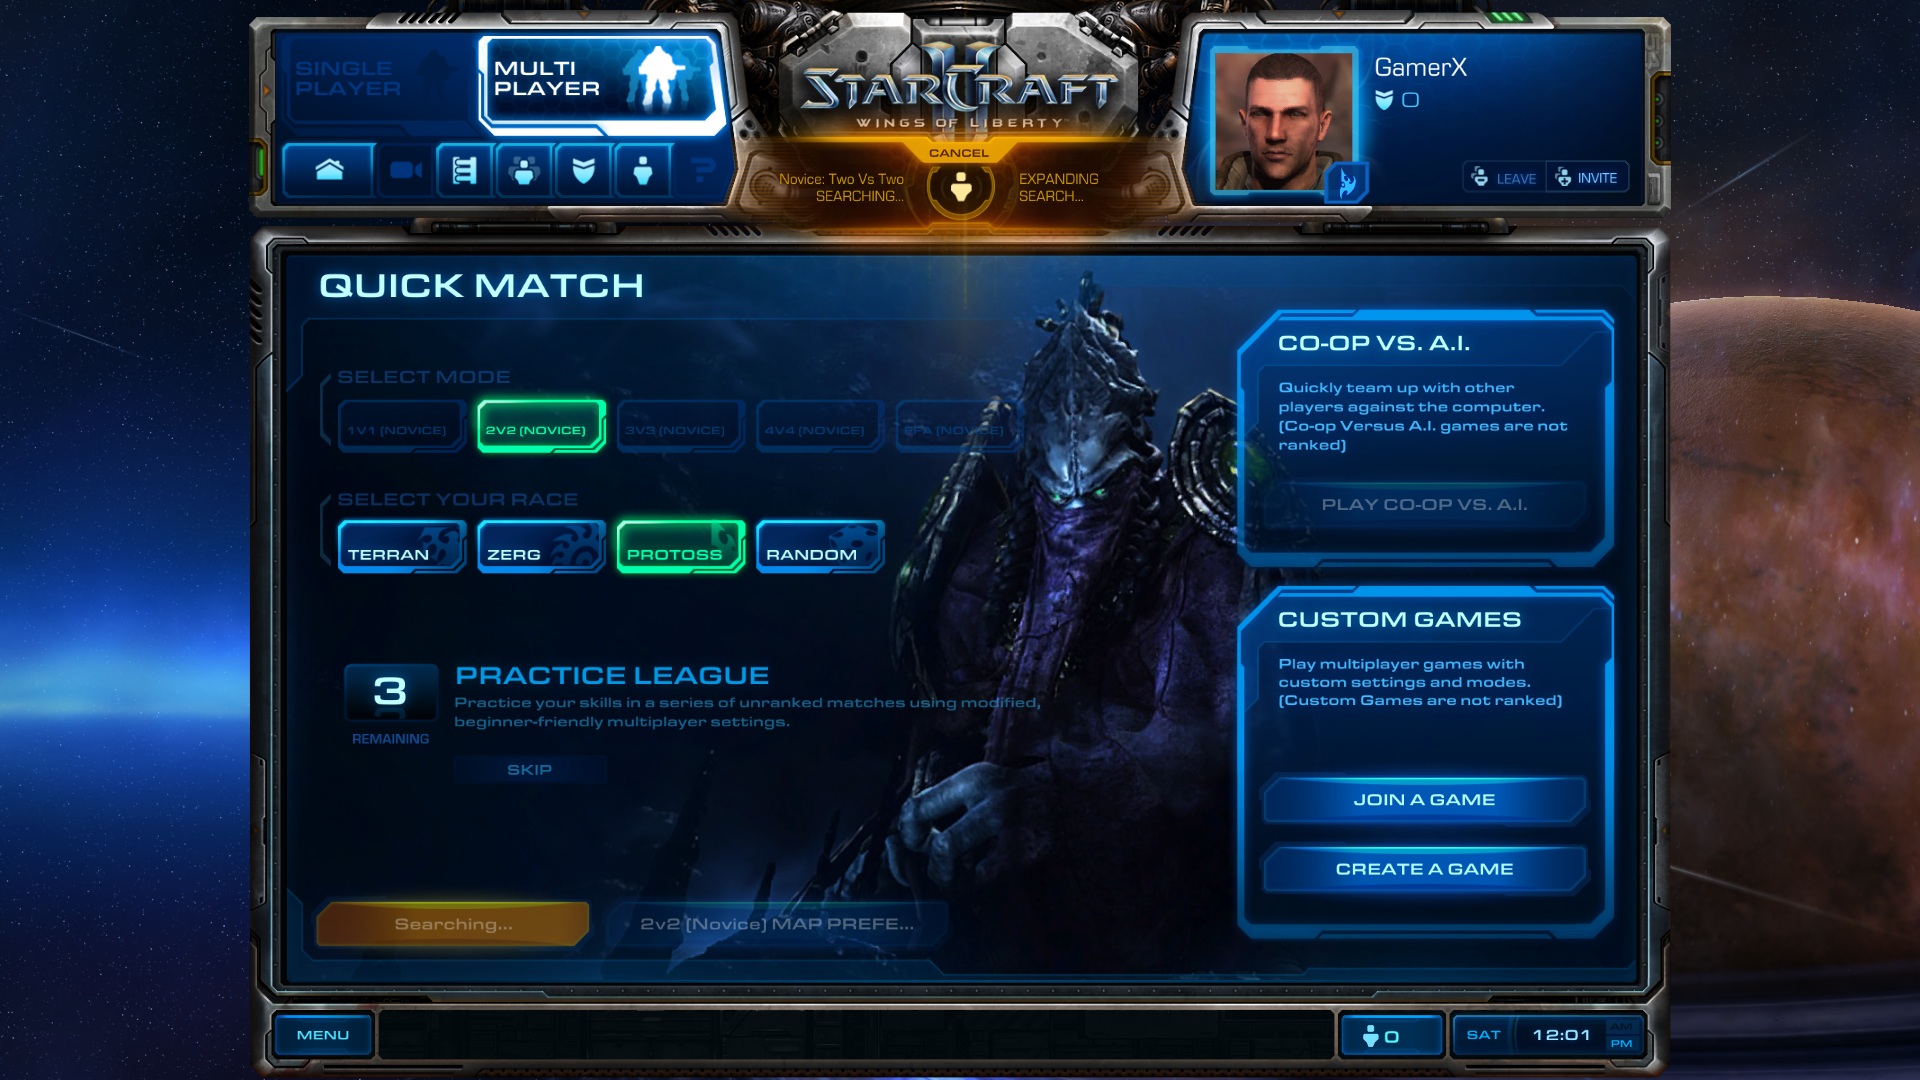 SINGLE
PLAYER
MULTI
PLAYER
II
STARCRAFT
WINGS OF LIBERTY
CANCEL
Novice: Two Vs Two
SEARCHING...
EXPANDING
SEARCH...
GamerX
LEAVE
INVITE
?
QUICK MATCH
SELECT MODE
1V1 (NOVICE)
2V2 (NOVICE)
3V3 (NOVICE)
4V4 (NOVICE)
FFA (NOVICE)
SELECT YOUR RACE
TERRAN
ZERG
PROTOSS
RANDOM
3
REMAINING
PRACTICE LEAGUE
Practice your skills in a series of unranked matches using modified,
beginner-friendly multiplayer settings.
SKIP
Searching...
2v2 (Novice) MAP PREFE...
CO-OP VS. A.I.
Quickly team up with other
players against the computer.
(Co-op Versus A.I. games are not
ranked)
PLAY CO-OP VS. A.I.
CUSTOM GAMES
Play multiplayer games with
custom settings and modes.
(Custom Games are not ranked)
JOIN A GAME
CREATE A GAME
MENU
0
SAT
12:01
AM
PM